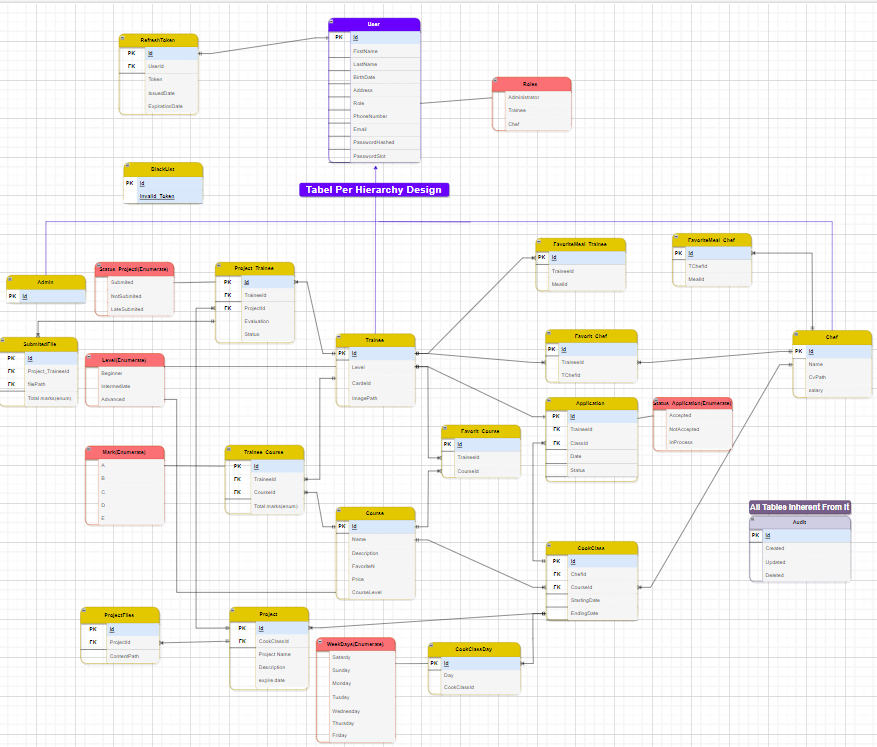 User
PK Id
FirstName
LastName
BirthDate
Address
Role
PhoneNumber
Email
PasswordHashed
PasswordSlot
RefreshToken
PK Id
FK UserId
Token
IssuedDate
ExpirationDate
Roles
Administrator
Trainee
Chef
BlackList
PK Id
Invalid_Token
Tabel Per Hierarchy Design
Admin
PK Id
Status_Project(Enumerate)
Submited
NotSubmited
LateSubmited
Project_Trainee
PK Id
FK TraineeId
FK ProjectId
Evaluation
Status
FavoriteMeal_Trainee
PK Id
TraineeId
MealId
FavoriteMeal_Chef
PK Id
TChefId
MealId
SubmitedFile
PK Id
FK Project_TraineeId
FK filePath
Total marks(enum)
Level(Enumerate)
Beginner
Intermediate
Advanced
Trainee
PK Id
Level
CardId
ImagePath
Favorit_Chef
PK Id
TraineeId
TChefId
Chef
PK Id
Name
CvPath
salary
Application
PK Id
FK TraineeId
FK ClassId
Date
Status
Status_Application(Enumerate)
Accepted
NotAccepted
InProcess
Favorit_Course
PK Id
TraineeId
CourseId
Mark(Enumerate)
A
B
C
D
E
Trainee_Course
PK Id
FK TraineeId
FK CourseId
Total marks(enum)
Course
PK Id
Name
Description
FavoriteN
Price
CourseLevel
All Tables Inherent From It
Audit
PK Id
Created
Updated
Deleted
CookClass
PK Id
FK ChefId
FK CourseId
StartingDate
EndingDate
ProjectFiles
PK Id
FK ProjectId
ContentPath
Project
PK Id
FK CookClassId
Project Name
Description
expire date
WeekDays(Enumerate)
Sunday
Monday
Tusday
Wednesday
Thursday
Friday
CookClassDay
PK Id
Day
CookClassId